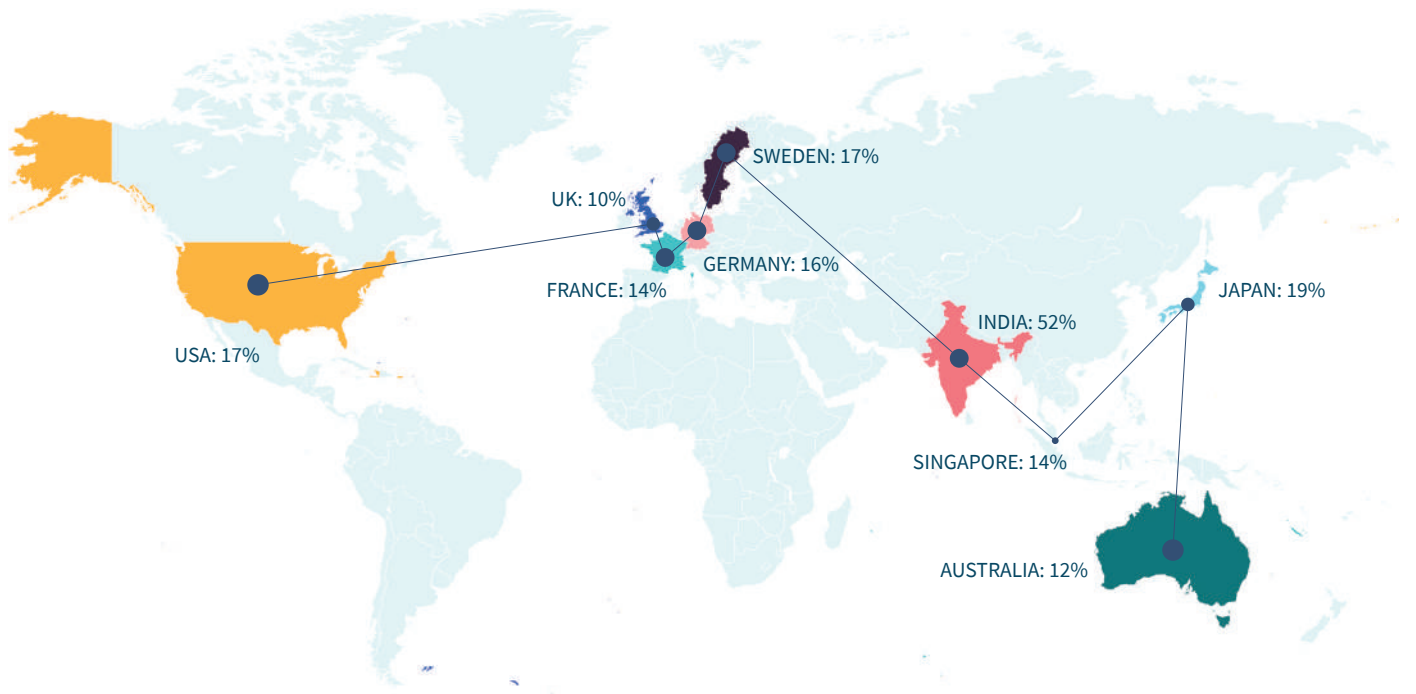 SWEDEN: 17%
UK: 10%
GERMANY: 16%
FRANCE: 14%
JAPAN: 19%
INDIA: 52%
USA: 17%
SINGAPORE: 14%
AUSTRALIA: 12%